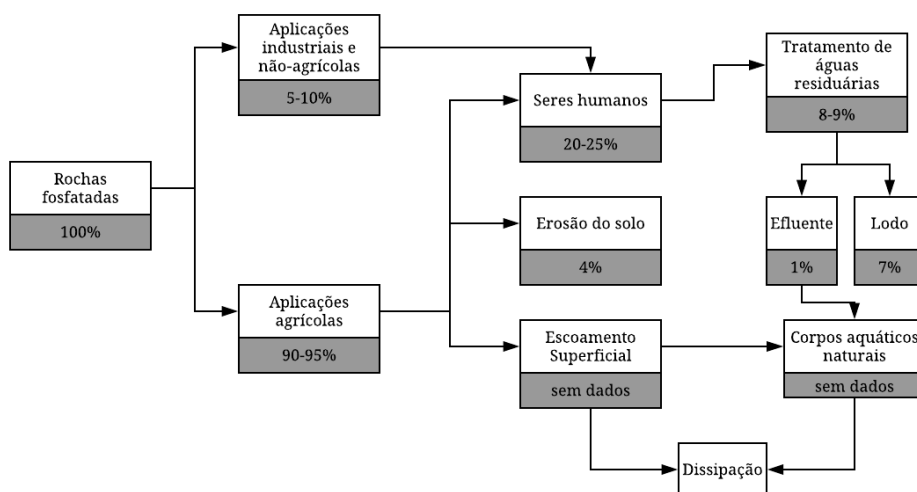 Aplicações
industriais e
não-agrícolas
5-10%
Tratamento de
águas
residuárias
8-9%
Seres humanos
20-25%
Rochas
fosfatadas
100%
Erosão do solo
4%
Efluente
1%
Lodo
7%
Aplicações
agrícolas
90-95%
Escoamento
Superficial
sem dados
Corpos aquáticos
naturais
sem dados
Dissipação